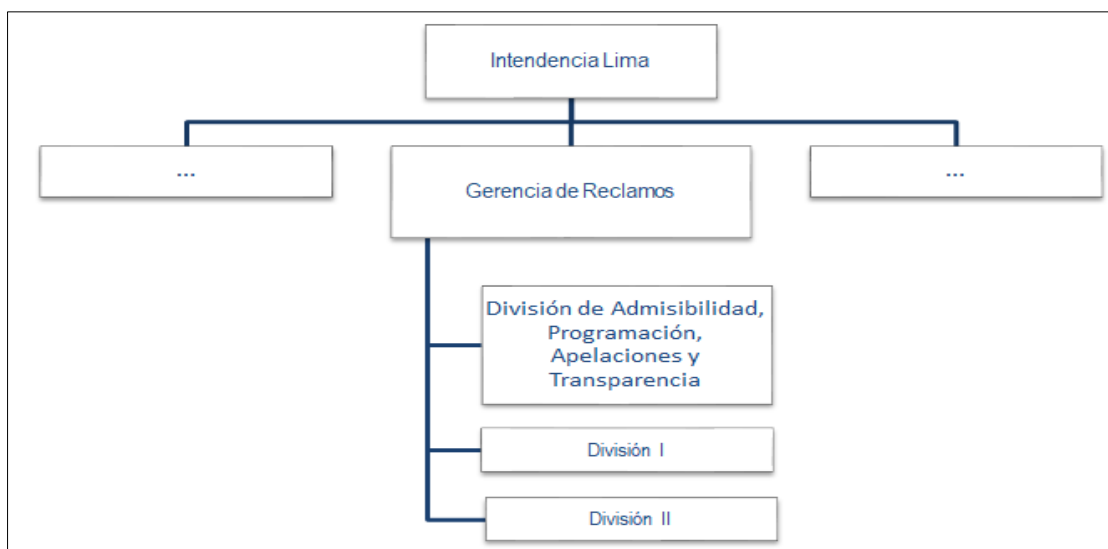 Intendencia Lima
...
Gerencia de Reclamos
...
División de Admisibilidad,
Programación,
Apelaciones y
Transparencia
División I
División II